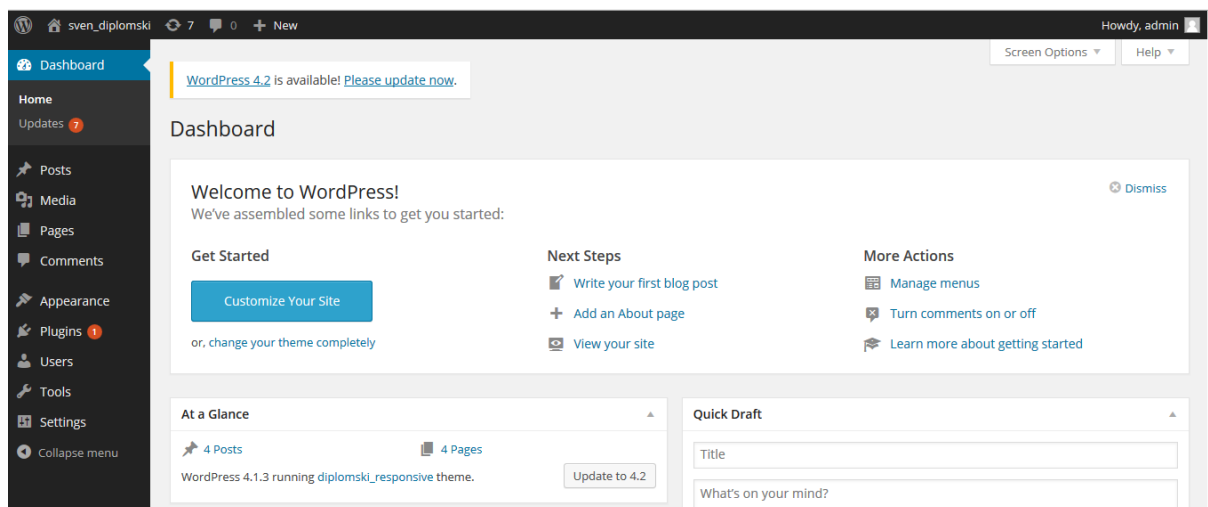 sven_diplomski 7 0 New Howdy, admin
Screen Options Help
Dashboard
Home
Updates 7
Posts
Media
Pages
Comments
Appearance
Plugins 1
Users
Tools
Settings
Collapse menu
WordPress 4.2 is available! Please update now.
Dashboard
Welcome to WordPress!
We've assembled some links to get you started:
Dismiss
Get Started
Customize Your Site
or, change your theme completely
Next Steps
Write your first blog post
Add an About page
View your site
More Actions
Manage menus
Turn comments on or off
Learn more about getting started
At a Glance
4 Posts 4 Pages
WordPress 4.1.3 running diplomski_responsive theme. Update to 4.2
Quick Draft
Title
What's on your mind?